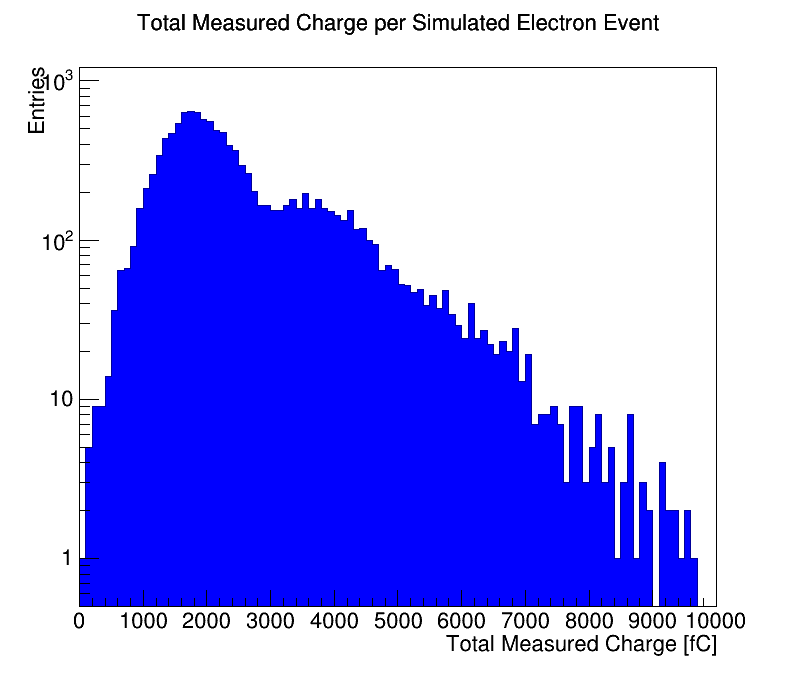 Total Measured Charge per Simulated Electron Event
Entries
10³
10²
10
1
0 1000 2000 3000 4000 5000 6000 7000 8000 9000 10000
Total Measured Charge [fC]